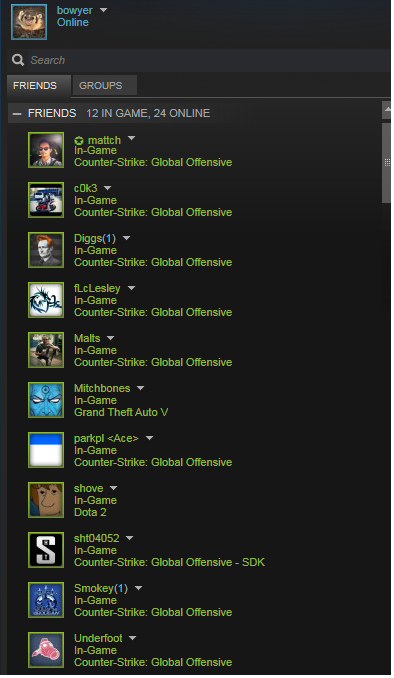 bowyer
Online
Search
FRIENDS GROUPS
FRIENDS 12 IN GAME, 24 ONLINE
mattch
In-Game
Counter-Strike: Global Offensive
c0k3
In-Game
Counter-Strike: Global Offensive
Diggs(1)
In-Game
Counter-Strike: Global Offensive
fLcLesley
In-Game
Counter-Strike: Global Offensive
Malts
In-Game
Counter-Strike: Global Offensive
Mitchbones
In-Game
Grand Theft Auto V
parkpl <Ace>
In-Game
Counter-Strike: Global Offensive
shove
In-Game
Dota 2
S
sht04052
In-Game
Counter-Strike: Global Offensive - SDK
Smokey(1)
In-Game
Counter-Strike: Global Offensive
Underfoot
In-Game
Counter-Strike: Global Offensive